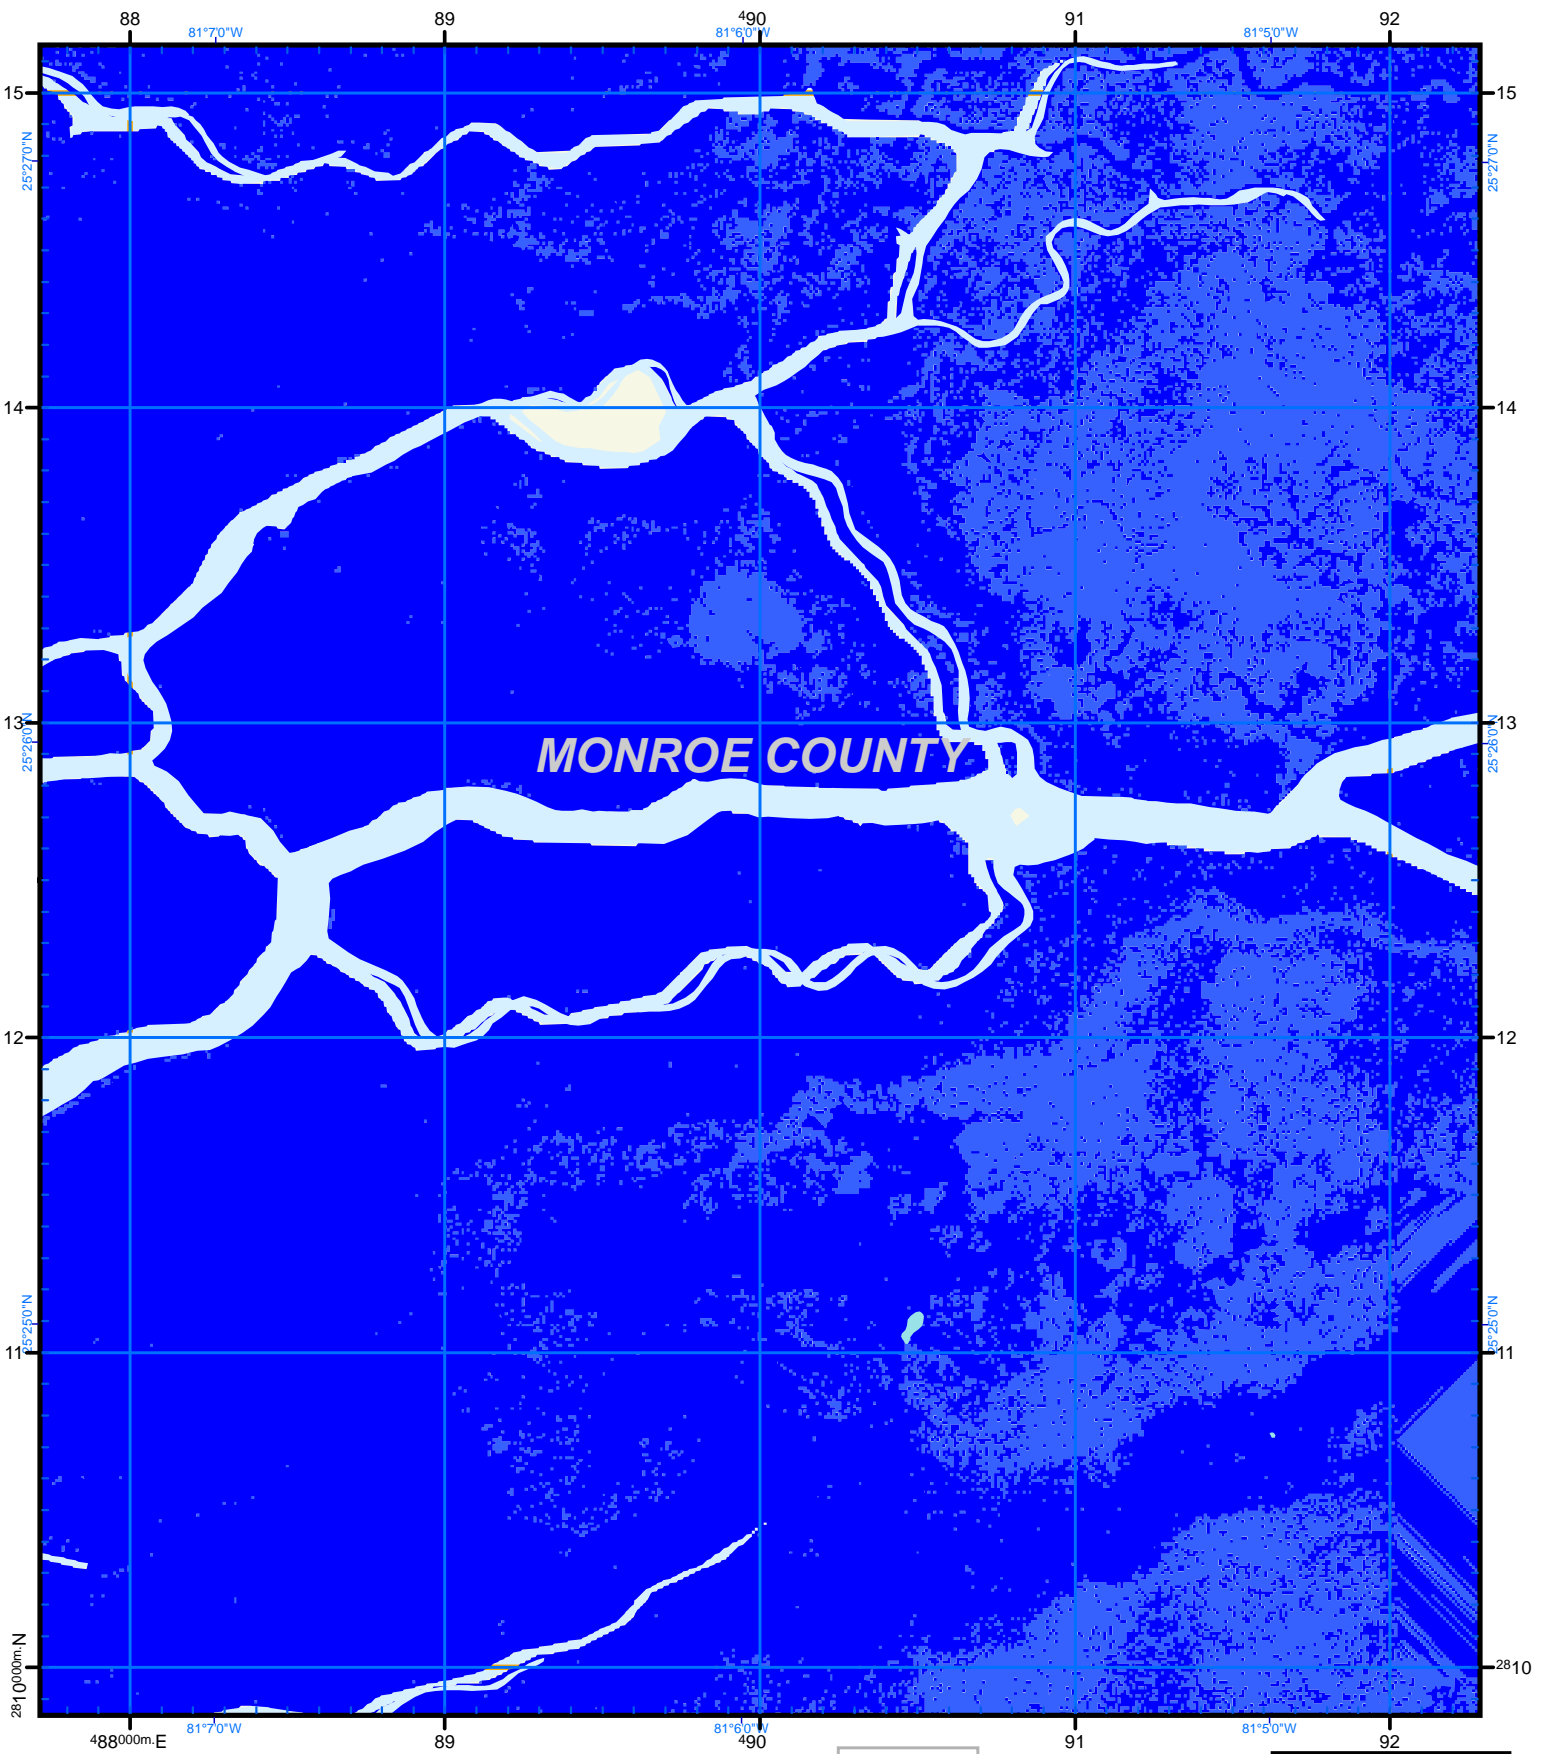 88 89 ⁴90 91 92
81°7'0"W 81°6'0"W 81°5'0"W
15 15
25°27'0"N 25°27'0"N
14 14
13 13
25°26'0"N 25°26'0"N
MONROE COUNTY
12 12
25°25'0"N 25°25'0"N
11 11
²⁸10⁰⁰⁰ᵐ·N ²⁸10
81°7'0"W 81°6'0"W 81°5'0"W
⁴88⁰⁰⁰ᵐ·E 89 ⁴90 91 92